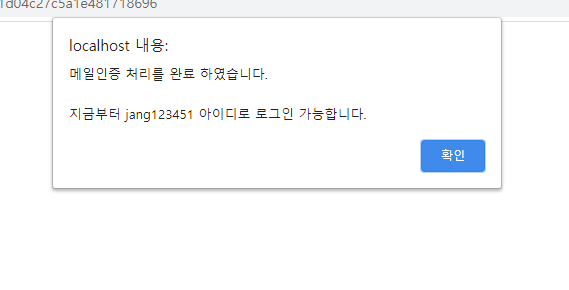 1d04c27c5a1e481718696
localhost 내용:
메일인증 처리를 완료 하였습니다.
지금부터 jang123451 아이디로 로그인 가능합니다.
확인